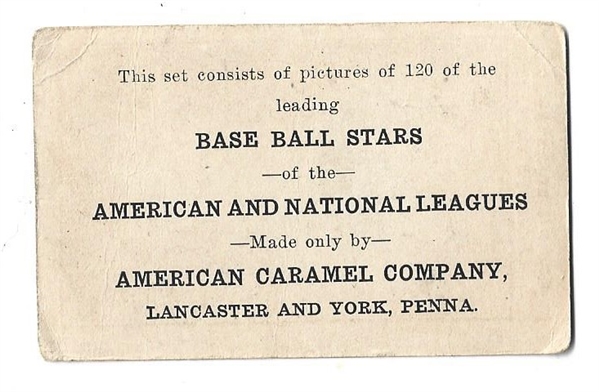 This set consists of pictures of 120 of the
leading
BASE BALL STARS
—of the—
AMERICAN AND NATIONAL LEAGUES
—Made only by—
AMERICAN CARAMEL COMPANY,
LANCASTER AND YORK, PENNA.